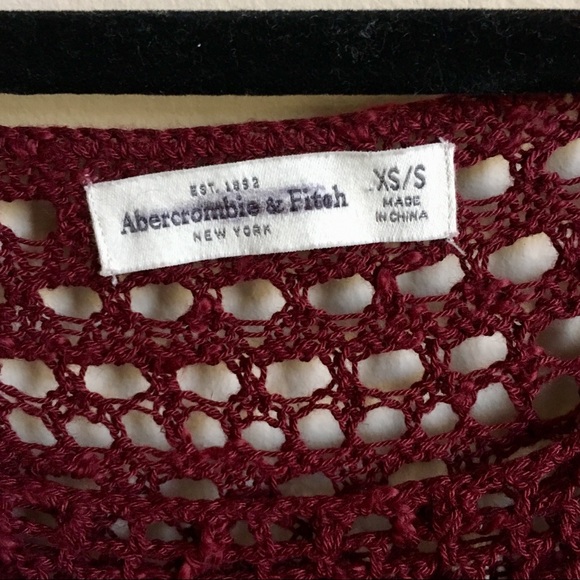 EST. 1892
Abercrombie & Fitch
NEW YORK
XS/S
MADE
IN CHINA